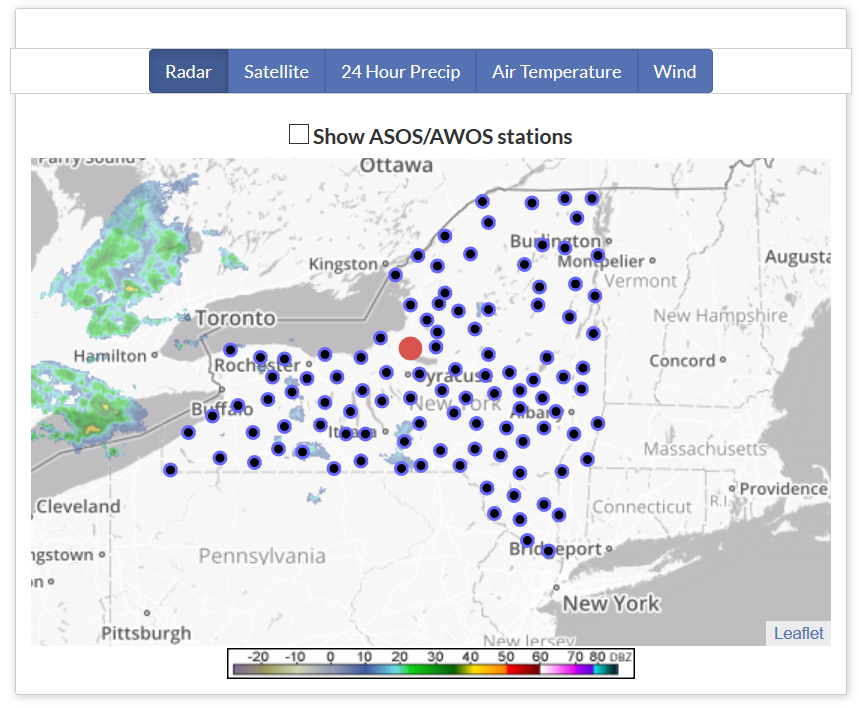 Radar Satellite 24 Hour Precip Air Temperature Wind
Show ASOS/AWOS stations
Parry Sound
Ottawa
Burlington
Kingston
Montpelier
Augusta
Vermont
Toronto
New Hampshire
Hamilton
Rochester
Concord
Syracuse
New York
Buffalo
Albany
Ithaca
Massachusetts
Cleveland
Providence
Connecticut
R.I.
ngstown
Pennsylvania
Bridgeport
on
New York
Pittsburgh
New Jersey
Leaflet
-20 -10 0 10 20 30 40 50 60 70 80 DBZ